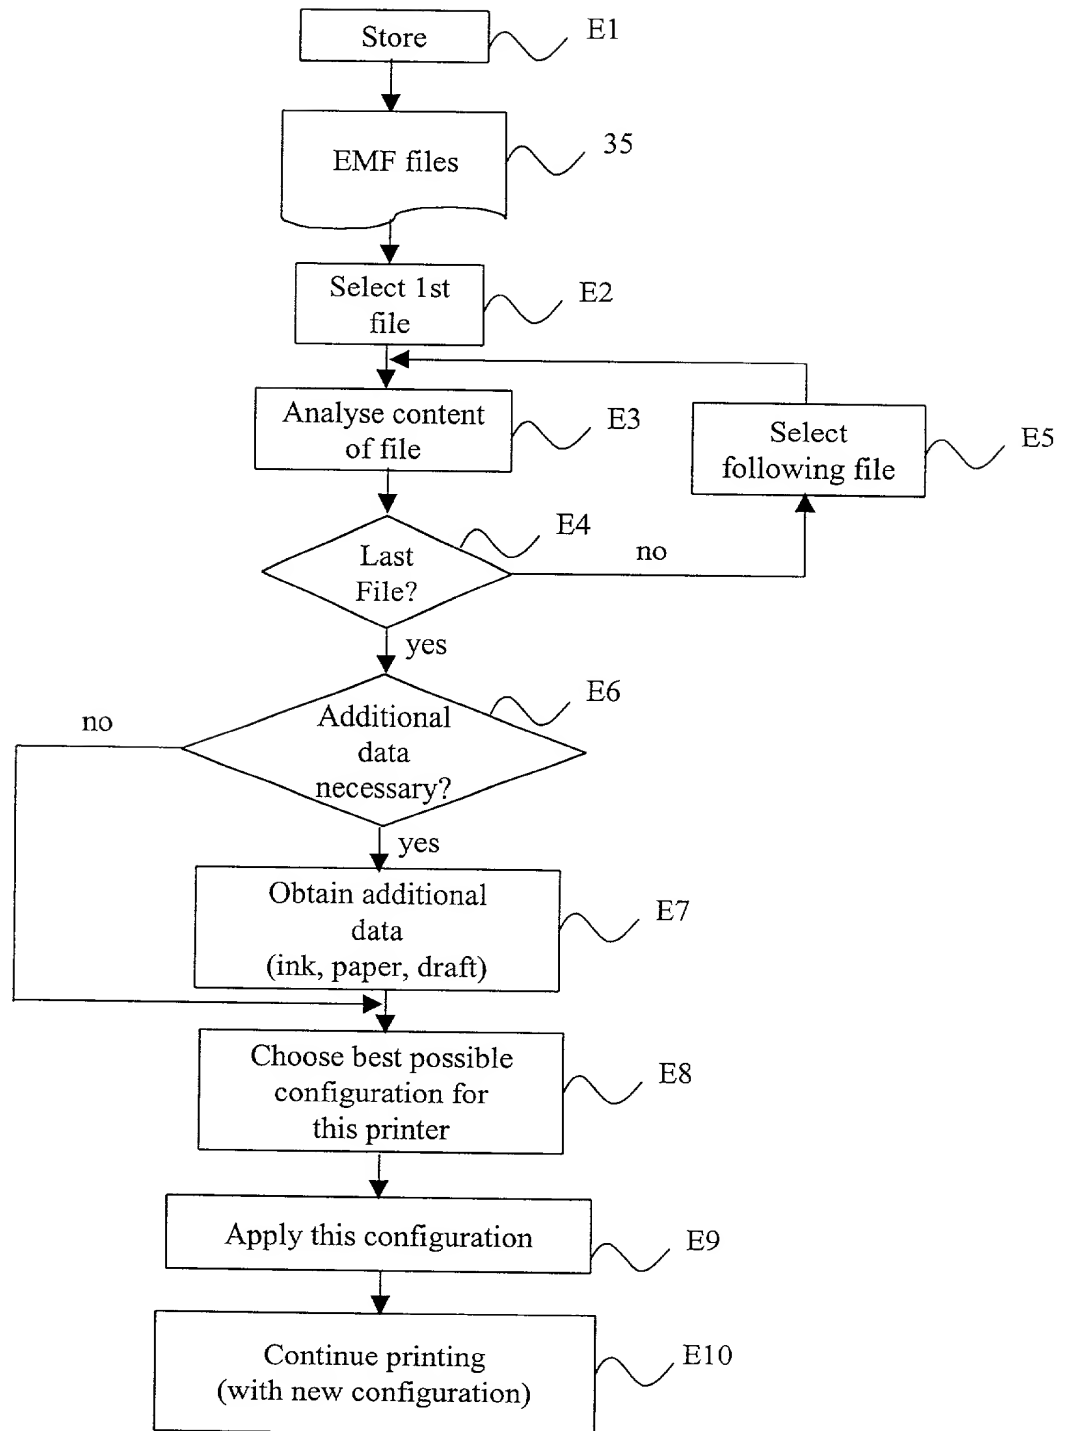 Store
E1
EMF files
35
Select 1st
file
E2
Analyse content
of file
E3
Select
following file
E5
Last
File?
E4
no
yes
Additional
data
necessary?
E6
no
yes
Obtain additional
data
(ink, paper, draft)
E7
Choose best possible
configuration for
this printer
E8
Apply this configuration
E9
Continue printing
(with new configuration)
E10